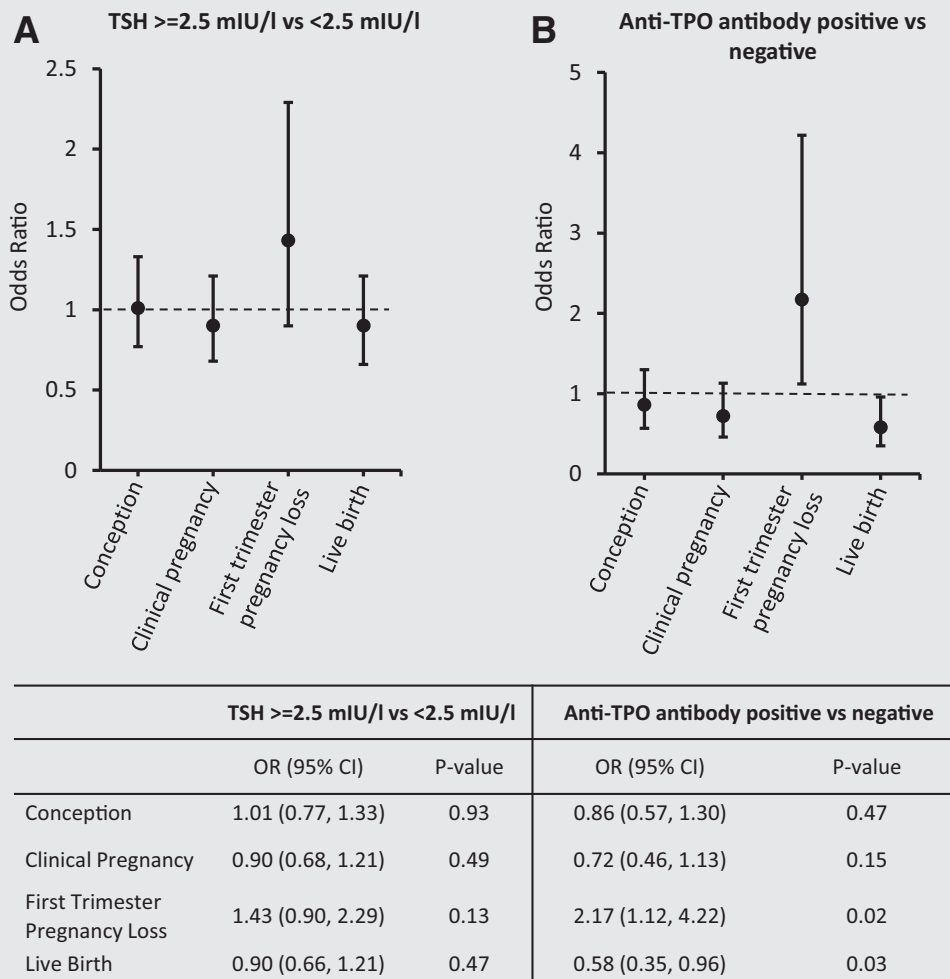 A
TSH >=2.5 mIU/l vs <2.5 mIU/l
2.5
2
1.5
1
0.5
0
Odds Ratio
Conception
Clinical pregnancy
First trimester
pregnancy loss
Live birth
B
Anti-TPO antibody positive vs
negative
5
4
3
2
1
0
Odds Ratio
Conception
Clinical pregnancy
First trimester
pregnancy loss
Live birth
TSH >=2.5 mIU/l vs <2.5 mIU/l Anti-TPO antibody positive vs negative
OR (95% CI) P-value OR (95% CI) P-value
Conception 1.01 (0.77, 1.33) 0.93 0.86 (0.57, 1.30) 0.47
Clinical Pregnancy 0.90 (0.68, 1.21) 0.49 0.72 (0.46, 1.13) 0.15
First Trimester
Pregnancy Loss 1.43 (0.90, 2.29) 0.13 2.17 (1.12, 4.22) 0.02
Live Birth 0.90 (0.66, 1.21) 0.47 0.58 (0.35, 0.96) 0.03